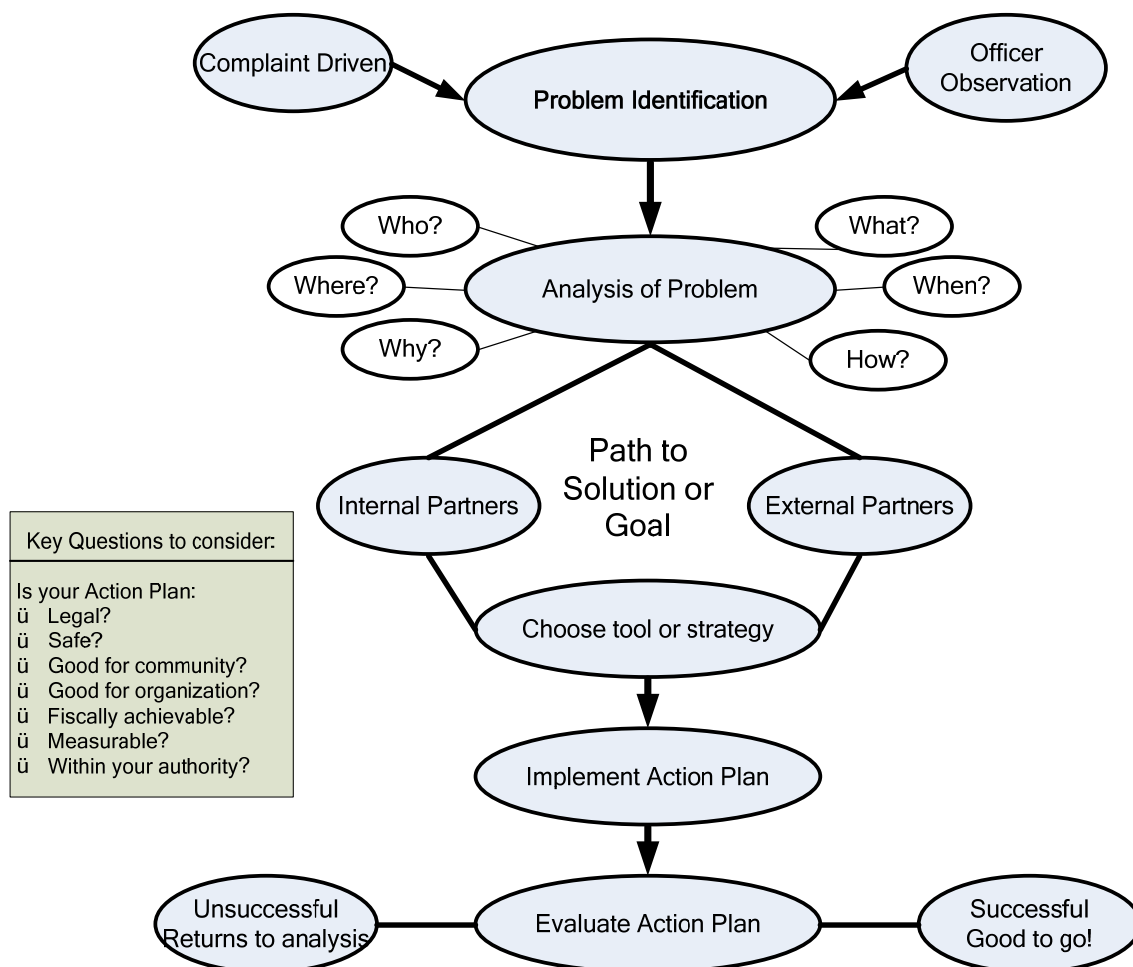 Complaint Driven
Problem Identification
Officer
Observation
Who?
What?
Where?
Analysis of Problem
When?
Why?
How?
Path to
Solution or
Goal
Internal Partners
External Partners
Key Questions to consider:
Is your Action Plan:
ü Legal?
ü Safe?
ü Good for community?
ü Good for organization?
ü Fiscally achievable?
ü Measurable?
ü Within your authority?
Choose tool or strategy
Implement Action Plan
Unsuccessful
Returns to analysis
Evaluate Action Plan
Successful
Good to go!